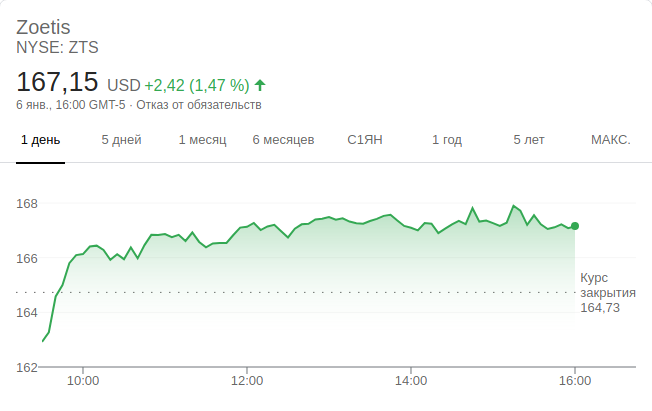 Zoetis
NYSE: ZTS
167,15 USD +2,42 (1,47 %)
6 янв., 16:00 GMT-5 · Отказ от обязательств
1 день 5 дней 1 месяц 6 месяцев С1ЯН 1 год 5 лет МАКС.
168
166
164
162
Курс
закрытия
164,73
10:00 12:00 14:00 16:00